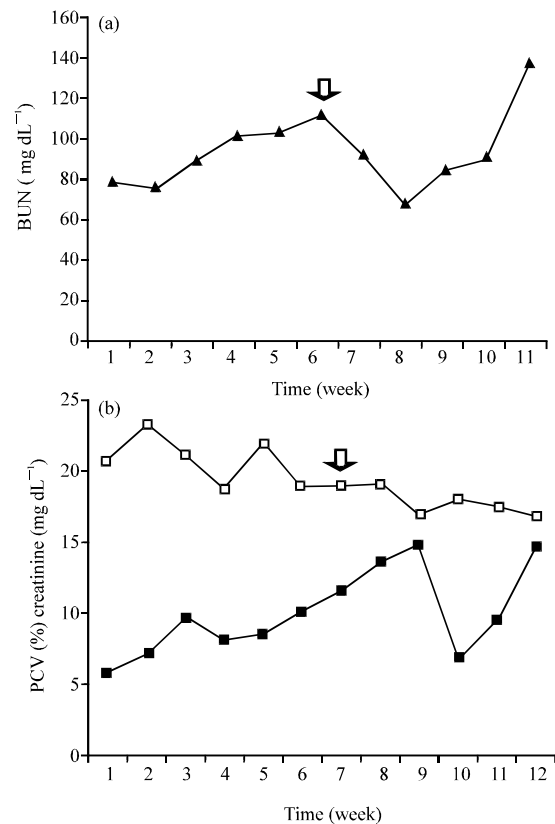 (a)
160
140
120
100
80
60
40
20
0
BUN ( mg dL⁻¹)
1 2 3 4 5 6 7 8 9 10 11
Time (week)
(b)
25
20
15
10
5
0
PCV (%) creatinine (mg dL⁻¹)
1 2 3 4 5 6 7 8 9 10 11 12
Time (week)